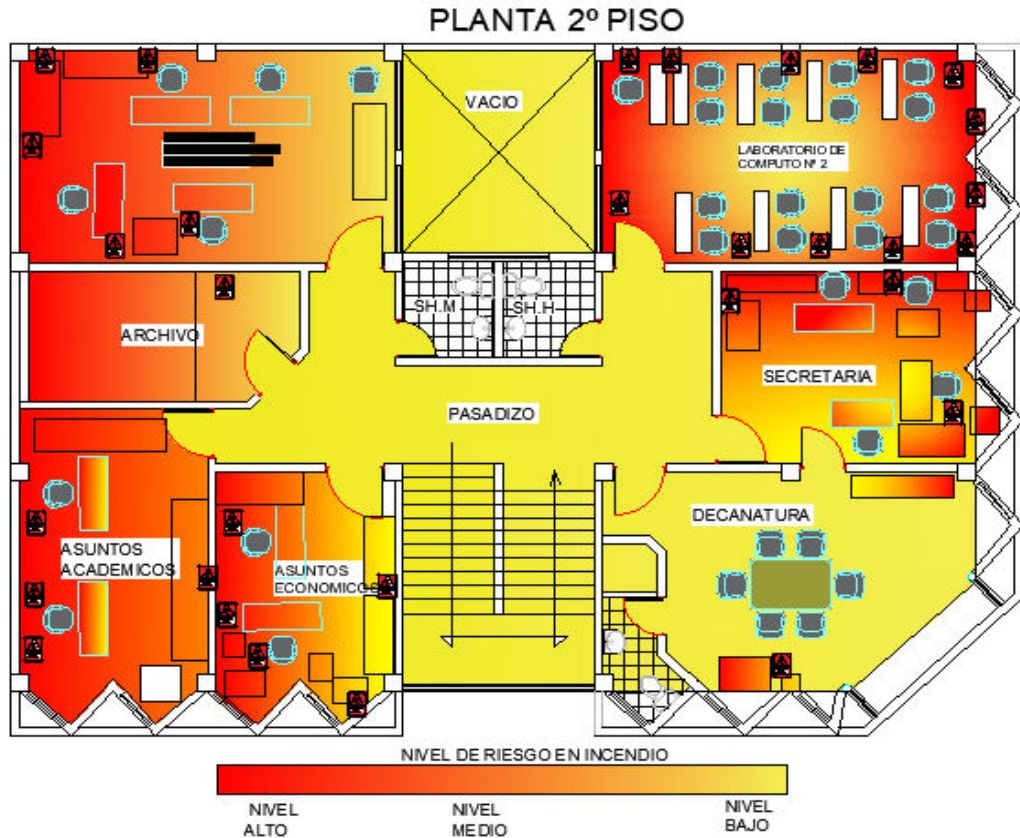 PLANTA 2º PISO
VACIO
LABORATORIO DE
COMPUTO Nº 2
SH.M
SH.H
ARCHIVO
SECRETARIA
PASADIZO
DECANATURA
ASUNTOS
ACADEMICOS
ASUNTOS
ECONOMICOS
NIVEL DE RIESGO EN INCENDIO
NIVEL
ALTO
NIVEL
MEDIO
NIVEL
BAJO